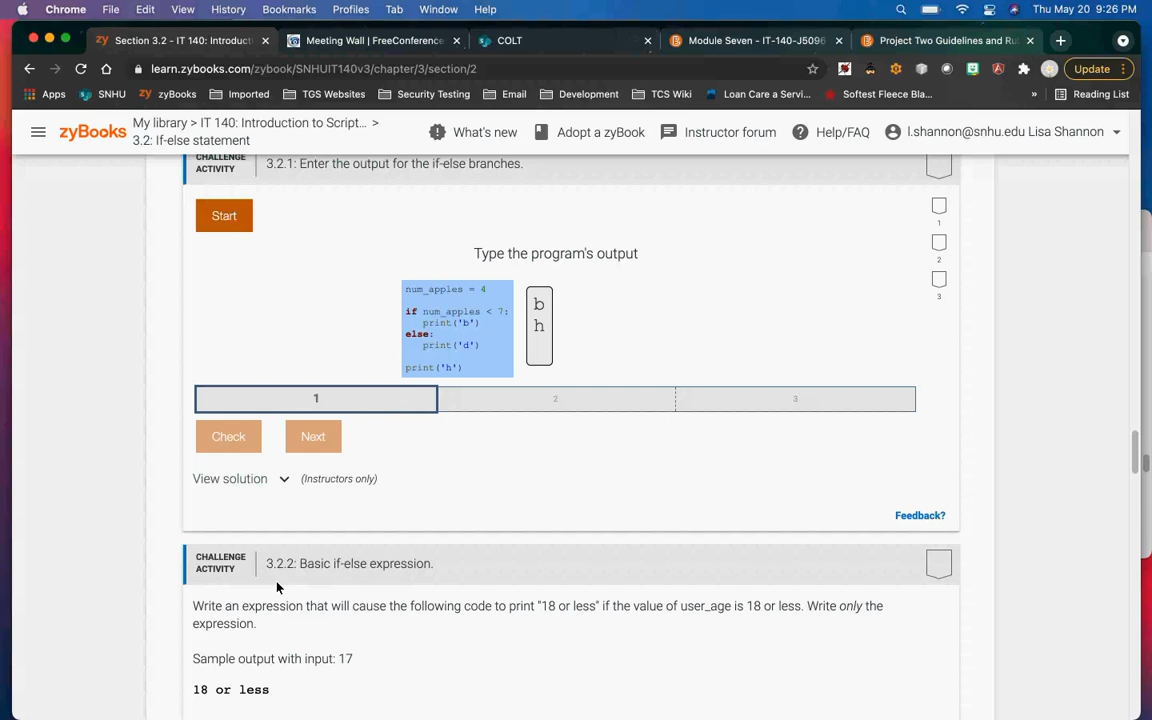 Chrome File Edit View History Bookmarks Profiles Tab Window Help Thu May 20 9:26 PM
Section 3.2 - IT 140: Introducti Meeting Wall | FreeConference COLT Module Seven - IT-140-J5096 Project Two Guidelines and Ru
learn.zybooks.com/zybook/SNHUIT140v3/chapter/3/section/2 Update
Apps SNHU zyBooks Imported TGS Websites Security Testing Email Development TCS Wiki Loan Care a Servi... Softest Fleece Bla... » Reading List
zyBooks My library > IT 140: Introduction to Script... >
3.2: If-else statement
What's new Adopt a zyBook Instructor forum Help/FAQ l.shannon@snhu.edu Lisa Shannon
CHALLENGE ACTIVITY 3.2.1: Enter the output for the if-else branches.
Start
1
2
3
Type the program's output
num_apples = 4
if num_apples < 7:
print('b')
else:
print('d')
print('h')
b
h
1 2 3
Check Next
View solution (Instructors only)
Feedback?
CHALLENGE ACTIVITY 3.2.2: Basic if-else expression.
Write an expression that will cause the following code to print "18 or less" if the value of user_age is 18 or less. Write only the
expression.
Sample output with input: 17
18 or less